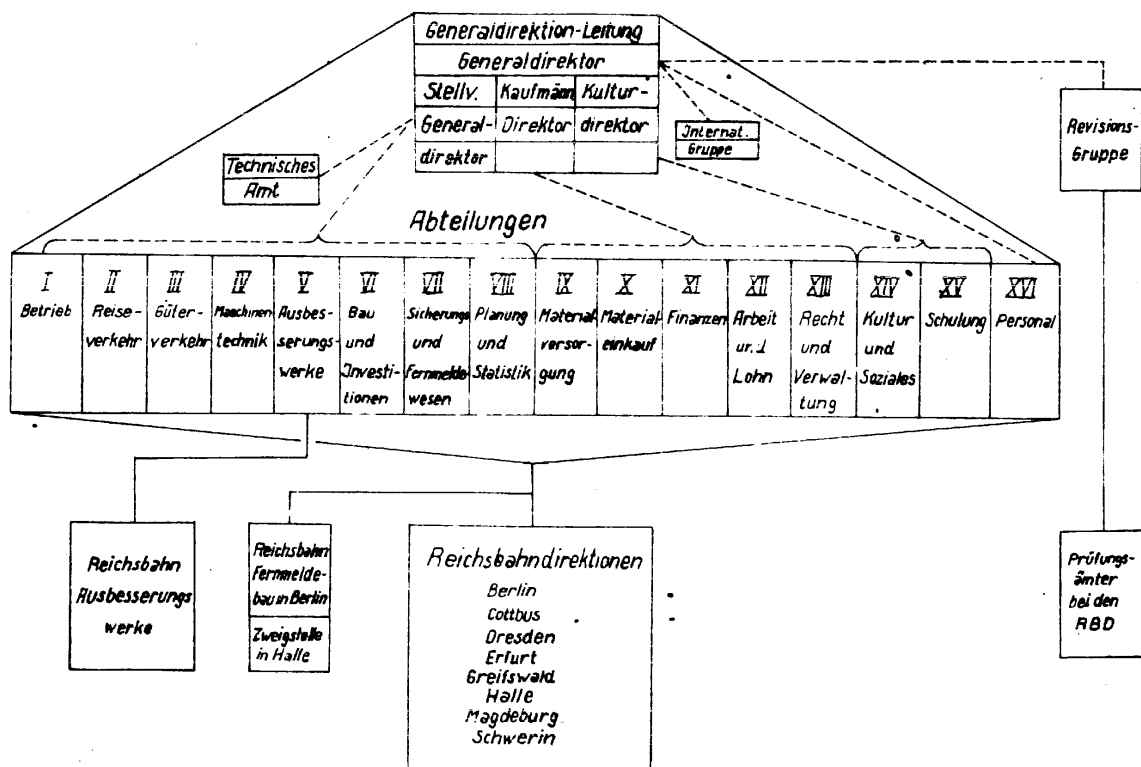 Generaldirektion-Leitung
Generaldirektor
Stellv. Kaufmänn. Kultur-
General- Direktor direktor
direktor
Internat.
Gruppe
Revisions-
Gruppe
Technisches
Amt
Abteilungen
I II III IV V VI VII VIII IX X XI XII XIII XIV XV XVI
Betrieb
Reise-
verkehr
Güter-
verkehr
Maschinen
technik
Ausbes-
serungs
werke
Bau
und
Investi-
tionen
Sicherungs
und
Fernmelde
wesen
Planung
und
Statistik
Material
versor-
gung
Material
einkauf
Finanzen
Arbeit
und
Lohn
Recht
und
Verwal-
tung
Kultur
und
Soziales
Schulung
Personal
Reichsbahn
Ausbesserungs
werke
Reichsbahn
Fernmelde-
bau in Berlin
Zweigstelle
in Halle
Reichsbahndirektionen
Berlin
Cottbus
Dresden
Erfurt
Greifswald
Halle
Magdeburg
Schwerin
Prüfungs-
ämter
bei den
RBD